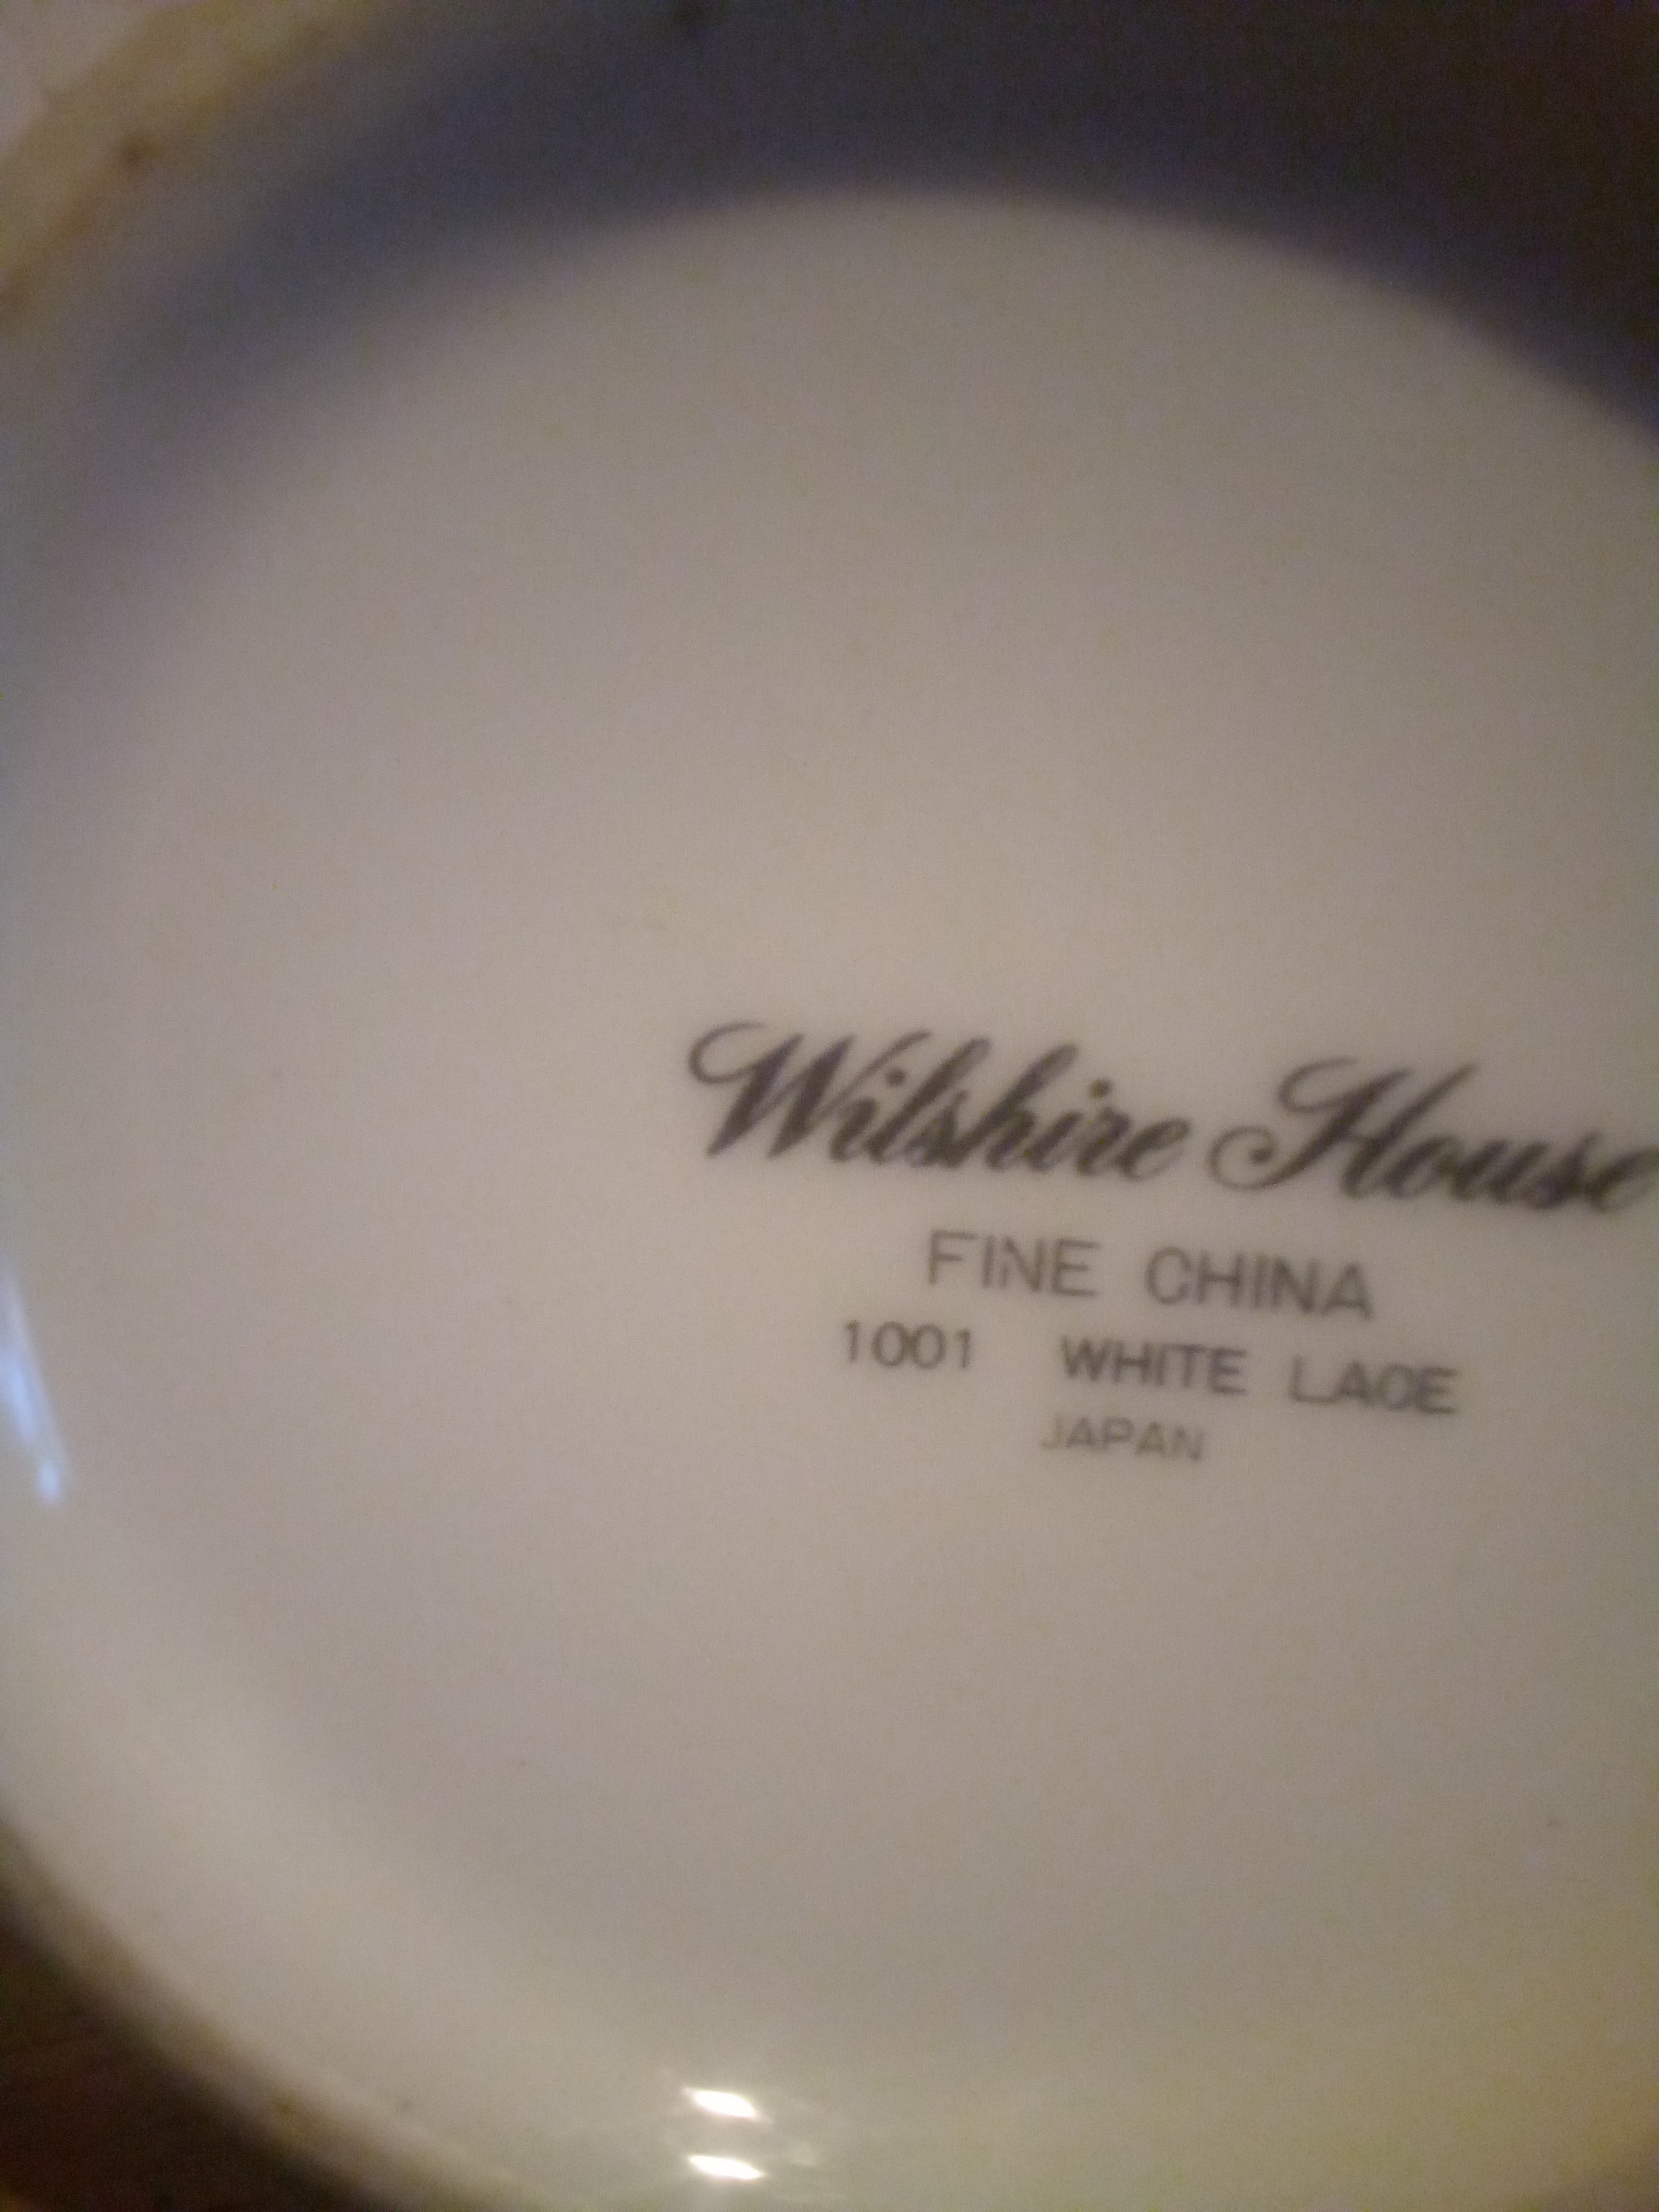 Wilshire House
FINE CHINA
1001 WHITE LACE
JAPAN